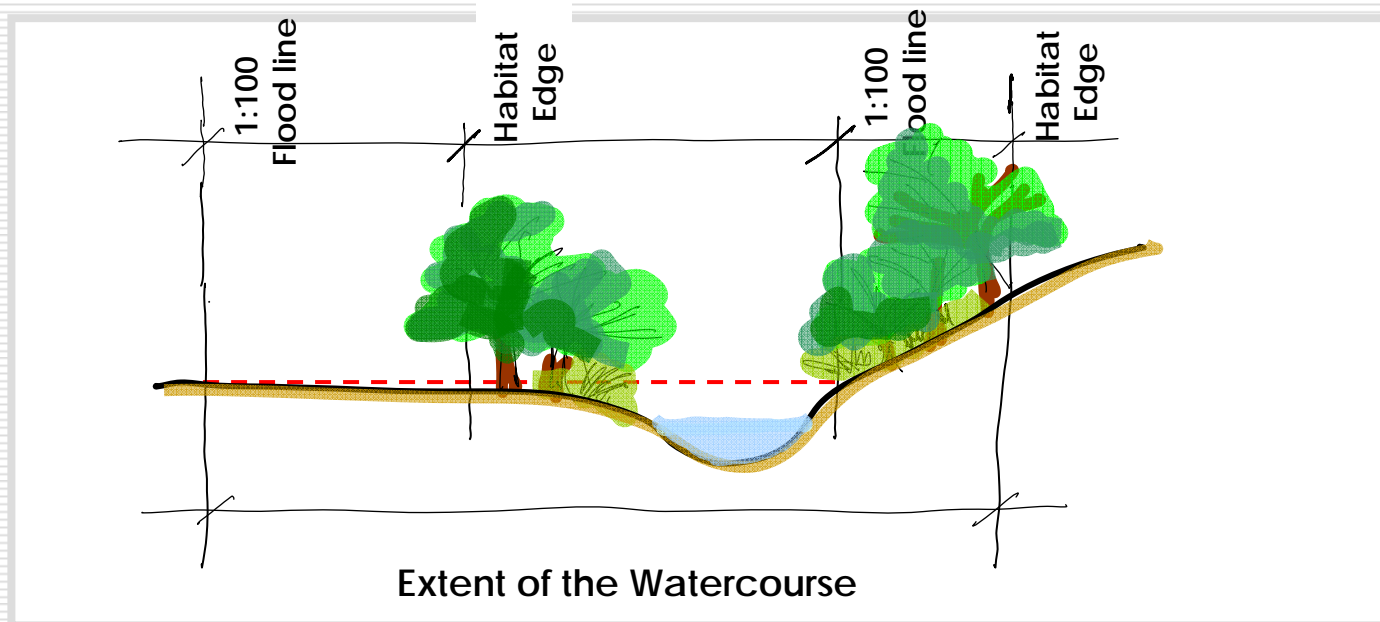 1:100
Flood line
Habitat
Edge
1:100
Flood line
Habitat
Edge
Extent of the Watercourse